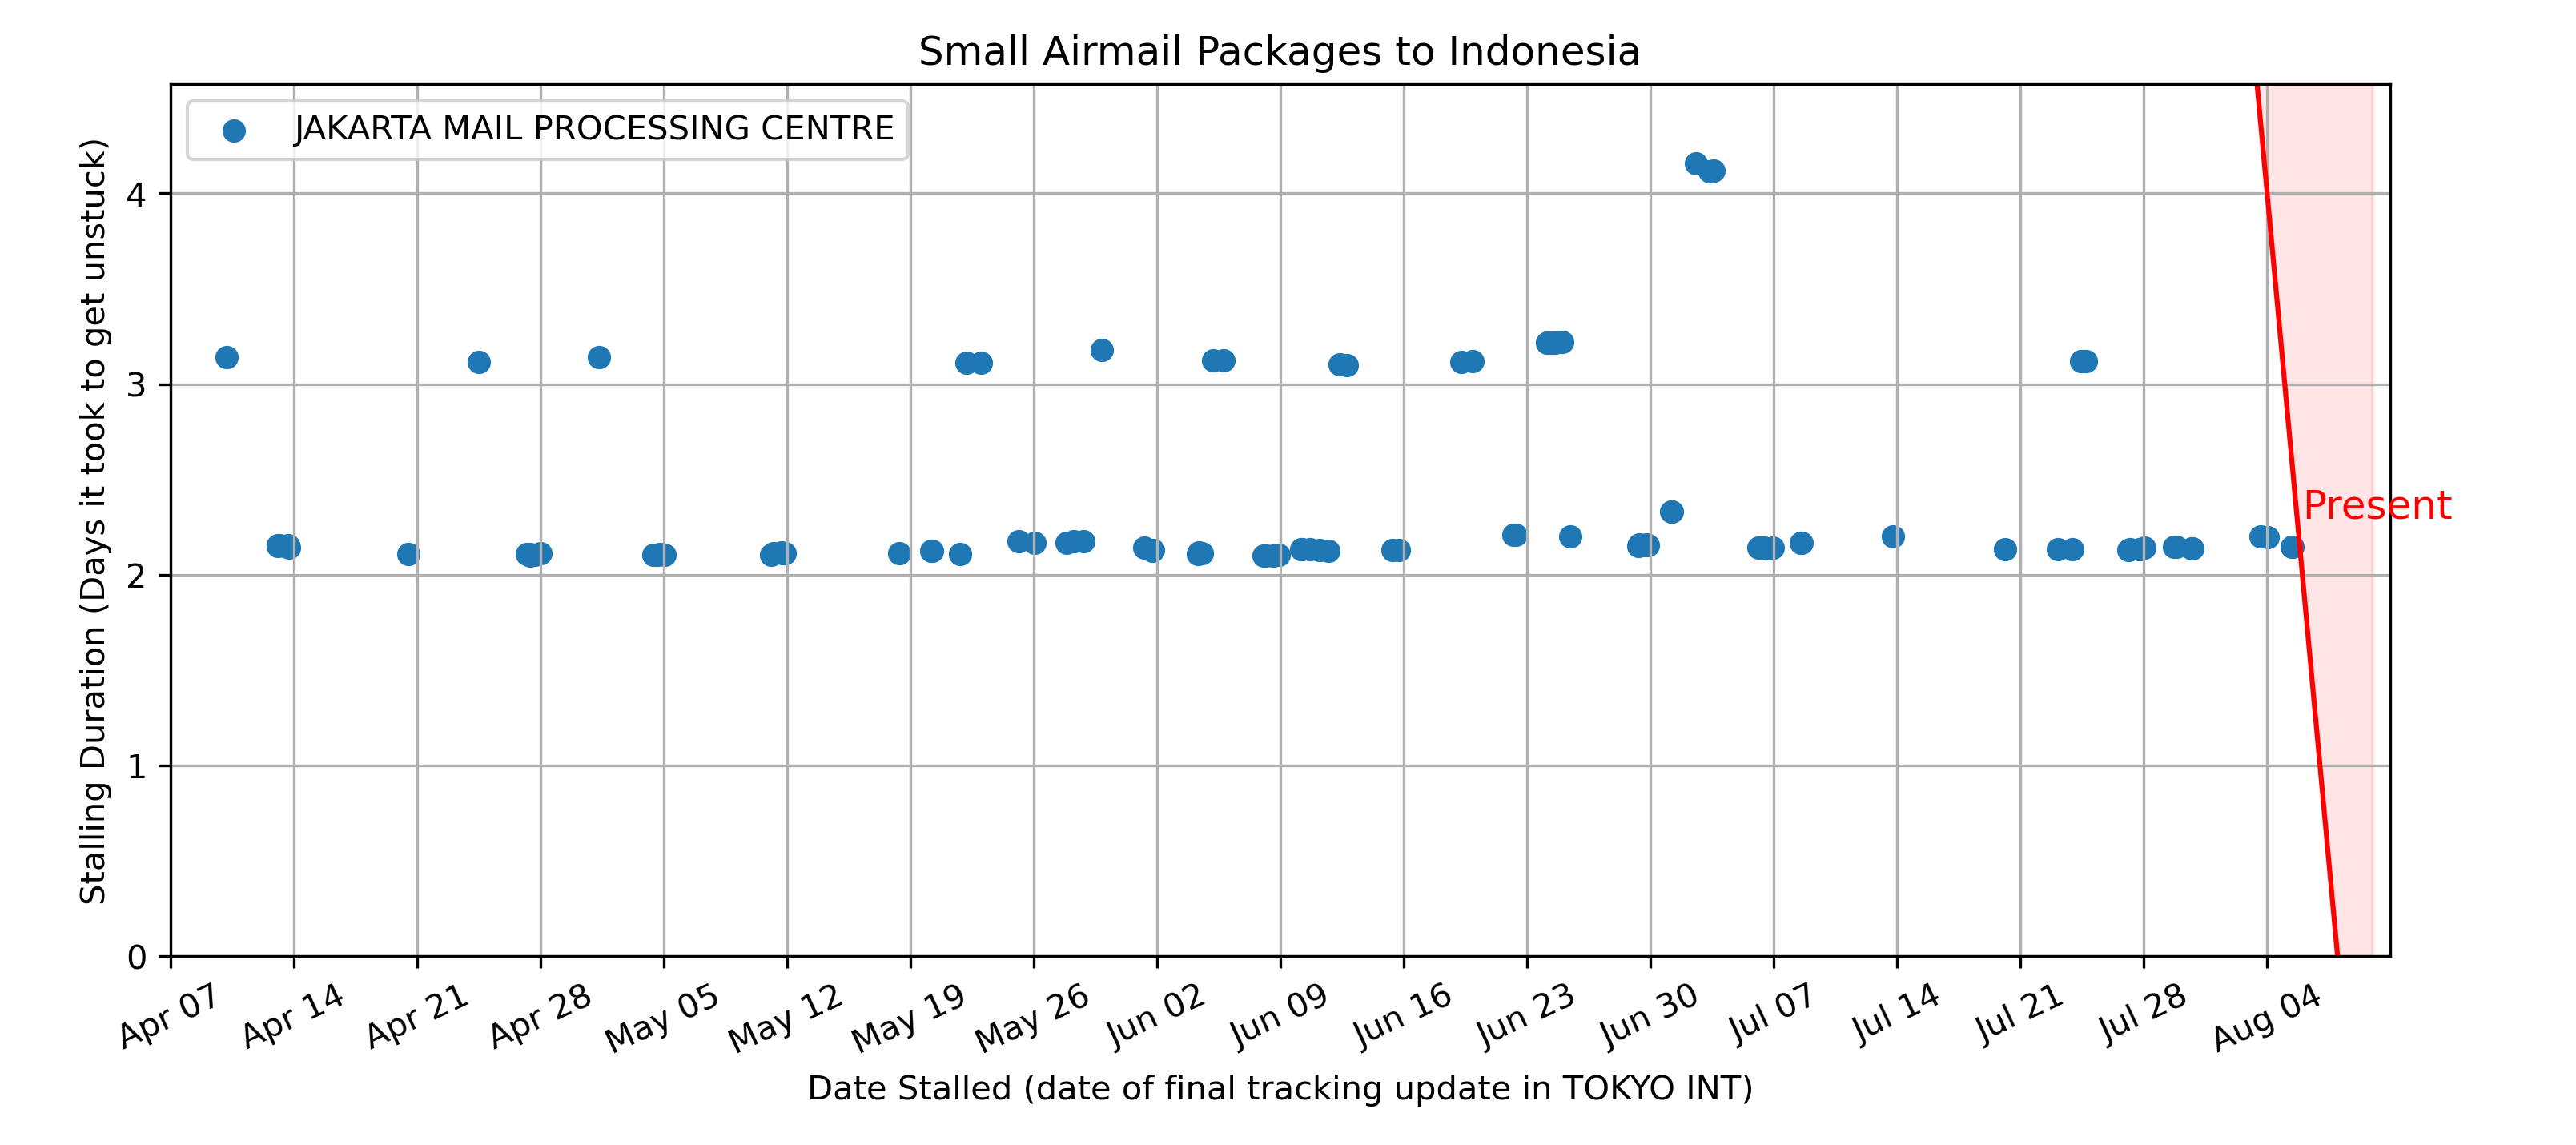 Small Airmail Packages to Indonesia
JAKARTA MAIL PROCESSING CENTRE
Stalling Duration (Days it took to get unstuck)
4
3
2
1
0
Present
Apr 07
Apr 14
Apr 21
Apr 28
May 05
May 12
May 19
May 26
Jun 02
Jun 09
Jun 16
Jun 23
Jun 30
Jul 07
Jul 14
Jul 21
Jul 28
Aug 04
Date Stalled (date of final tracking update in TOKYO INT)